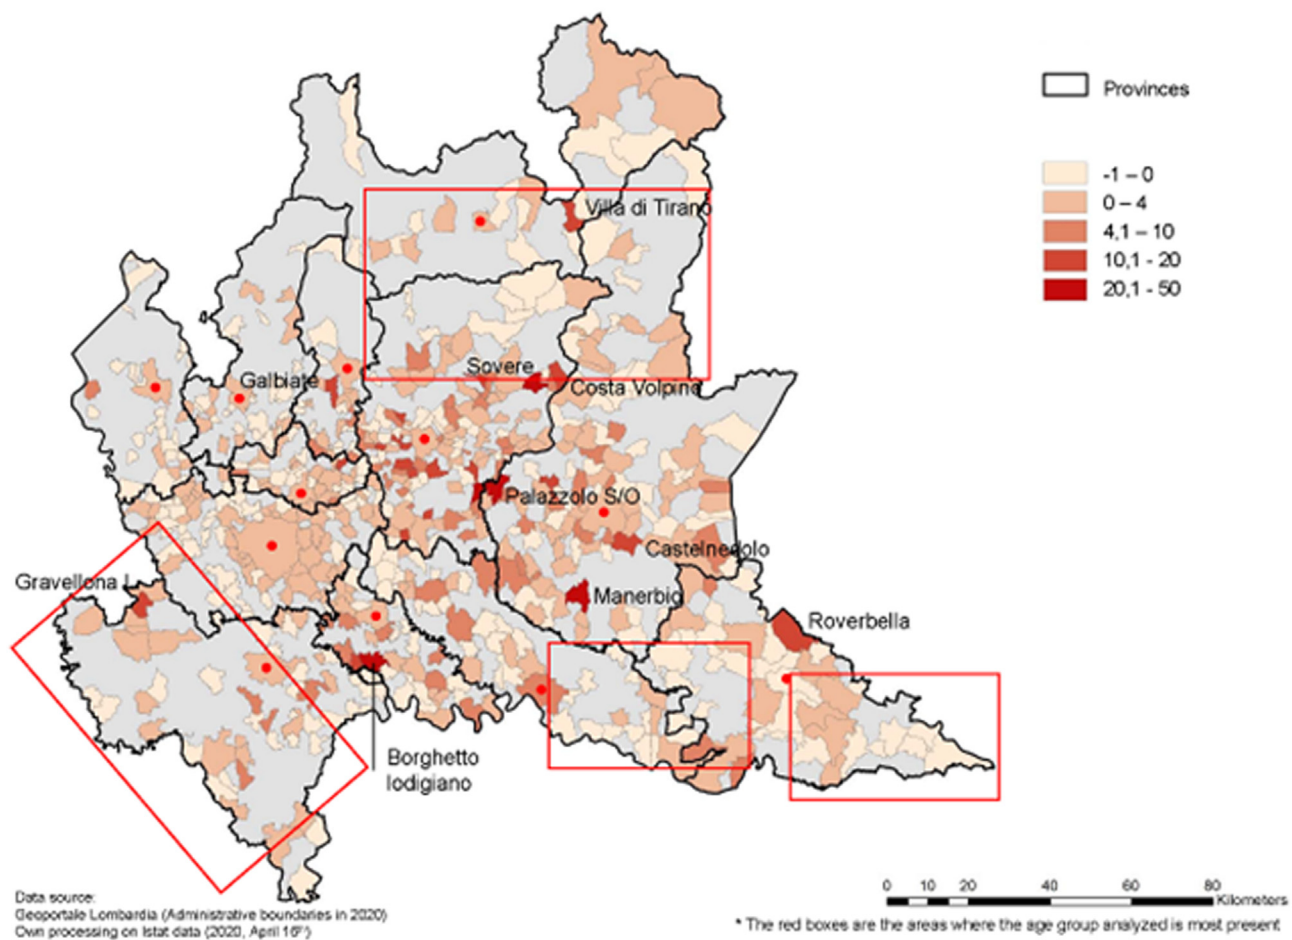 Provinces
-1 – 0
0 – 4
4,1 – 10
10,1 - 20
20,1 - 50
Villa di Tirano
Sovere
Galbiate
Costa Volpino
Palazzolo S/O
Castelnedolo
Gravellona L
Manerbio
Roverbella
Borghetto
lodigiano
Data source:
Geoportale Lombardia (Administrative boundaries in 2020)
Own processing on Istat data (2020, April 16th)
0 10 20 40 60 80
Kilometers
* The red boxes are the areas where the age group analyzed is most present